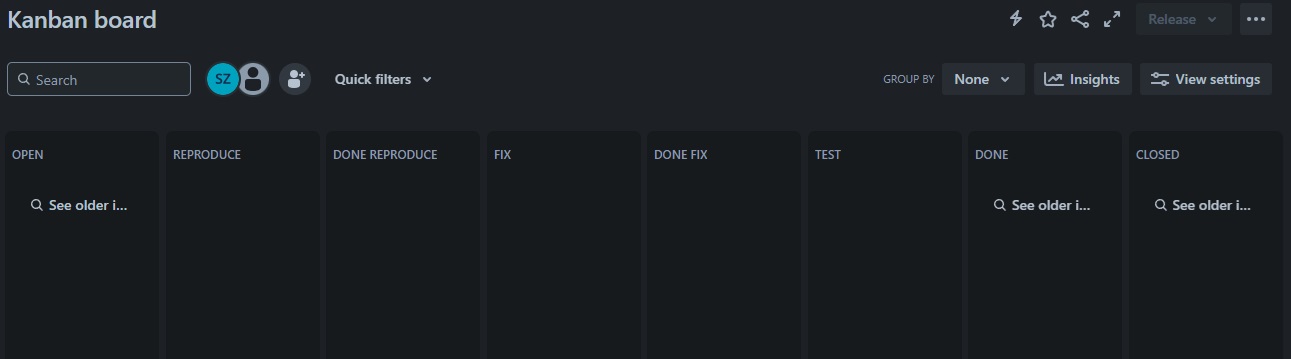 Kanban board
Release
Search
SZ
Quick filters
GROUP BY
None
Insights
View settings
OPEN
REPRODUCE
DONE REPRODUCE
FIX
DONE FIX
TEST
DONE
CLOSED
See older i...
See older i...
See older i...